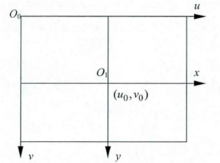 O₀ u
O₁ x
(u₀,v₀)
v y